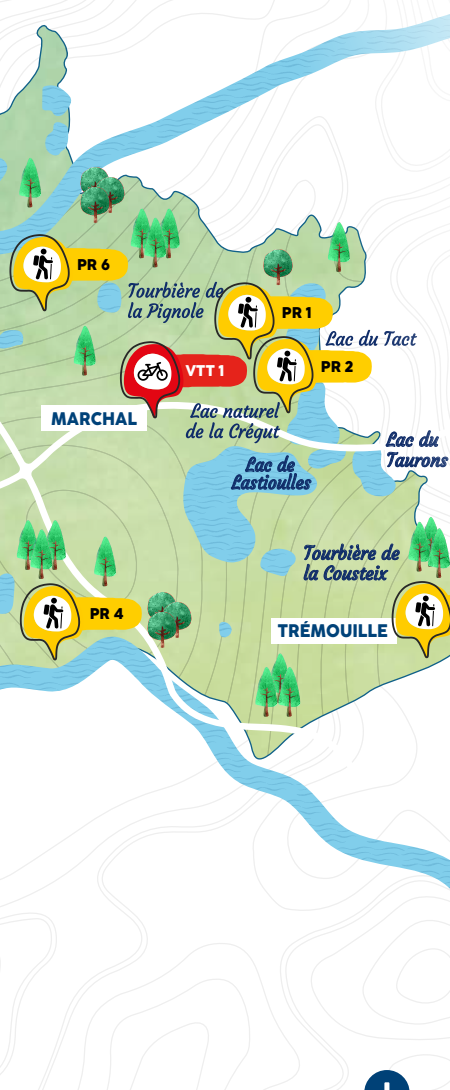 PR 6
Tourbière de
la Pignole
PR 1
Lac du Tact
PR 2
VTT 1
MARCHAL
Lac naturel
de la Crégut
Lac du
Taurons
Lac de
Lastioulles
Tourbière de
la Cousteix
PR 4
TRÉMOUILLE